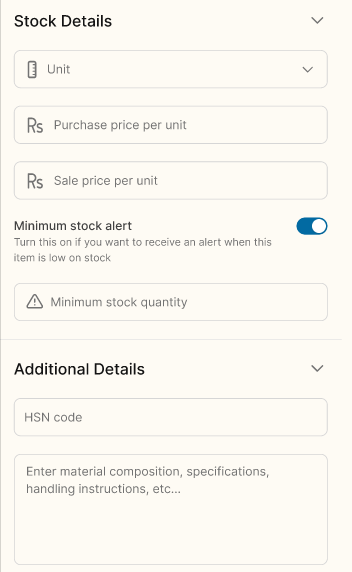 Stock Details
Unit
Rs Purchase price per unit
Rs Sale price per unit
Minimum stock alert
Turn this on if you want to receive an alert when this
item is low on stock
Minimum stock quantity
Additional Details
HSN code
Enter material composition, specifications,
handling instructions, etc...